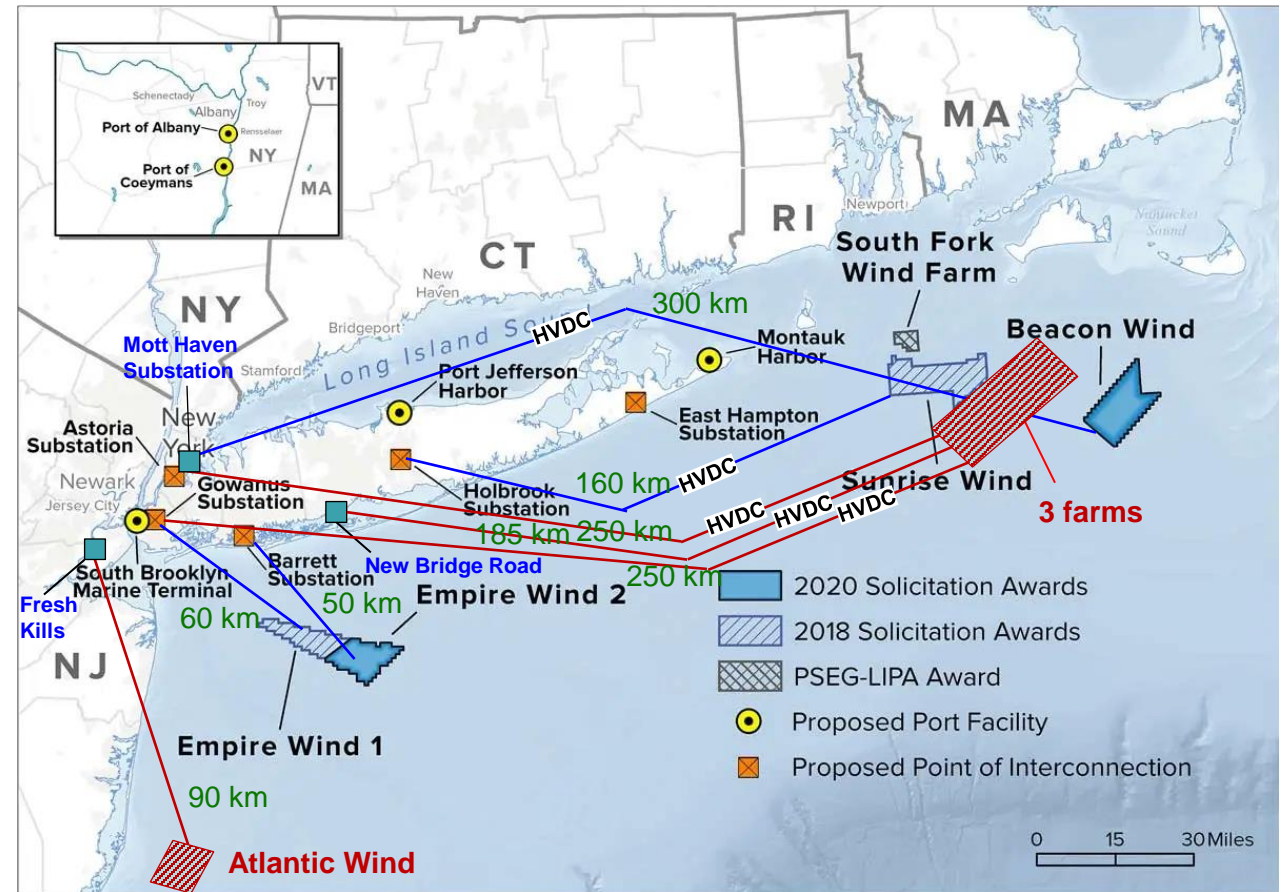 VT
Schenectady
Troy
Albany
Port of Albany
Rensselaer
NY
Port of
Coeymans
MA
MA
RI
Newport
Nantucket
Sound
CT
South Fork
Wind Farm
New
Haven
NY
300 km
Beacon Wind
Bridgeport
HVDC
Long Island Sound
Montauk
Harbor
Mott Haven
Substation
Stamford
Port Jefferson
Harbor
New
York
East Hampton
Substation
Astoria
Substation
Newark
Gowanus
Substation
Jersey City
Holbrook
Substation
160 km
HVDC
Sunrise Wind
HVDC
HVDC
HVDC
3 farms
185 km
250 km
250 km
Barrett
Substation
New Bridge Road
South Brooklyn
Marine Terminal
Fresh
Kills
60 km
50 km
Empire Wind 2
NJ
Empire Wind 1
90 km
Atlantic Wind
2020 Solicitation Awards
2018 Solicitation Awards
PSEG-LIPA Award
Proposed Port Facility
Proposed Point of Interconnection
0 15 30 Miles